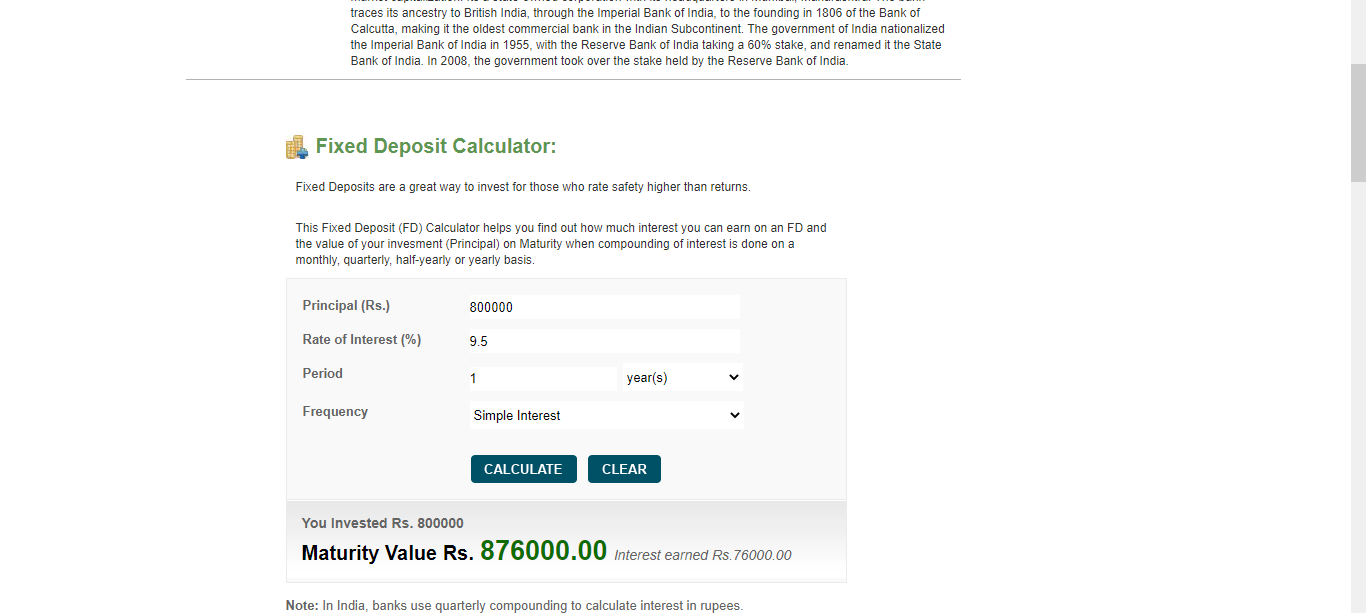 traces its ancestry to British India, through the Imperial Bank of India, to the founding in 1806 of the Bank of
Calcutta, making it the oldest commercial bank in the Indian Subcontinent. The government of India nationalized
the Imperial Bank of India in 1955, with the Reserve Bank of India taking a 60% stake, and renamed it the State
Bank of India. In 2008, the government took over the stake held by the Reserve Bank of India.
Fixed Deposit Calculator:
Fixed Deposits are a great way to invest for those who rate safety higher than returns.
This Fixed Deposit (FD) Calculator helps you find out how much interest you can earn on an FD and
the value of your invesment (Principal) on Maturity when compounding of interest is done on a
monthly, quarterly, half-yearly or yearly basis.
Principal (Rs.) 800000
Rate of Interest (%) 9.5
Period 1 year(s)
Frequency Simple Interest
CALCULATE CLEAR
You Invested Rs. 800000
Maturity Value Rs. 876000.00 Interest earned Rs.76000.00
Note: In India, banks use quarterly compounding to calculate interest in rupees.